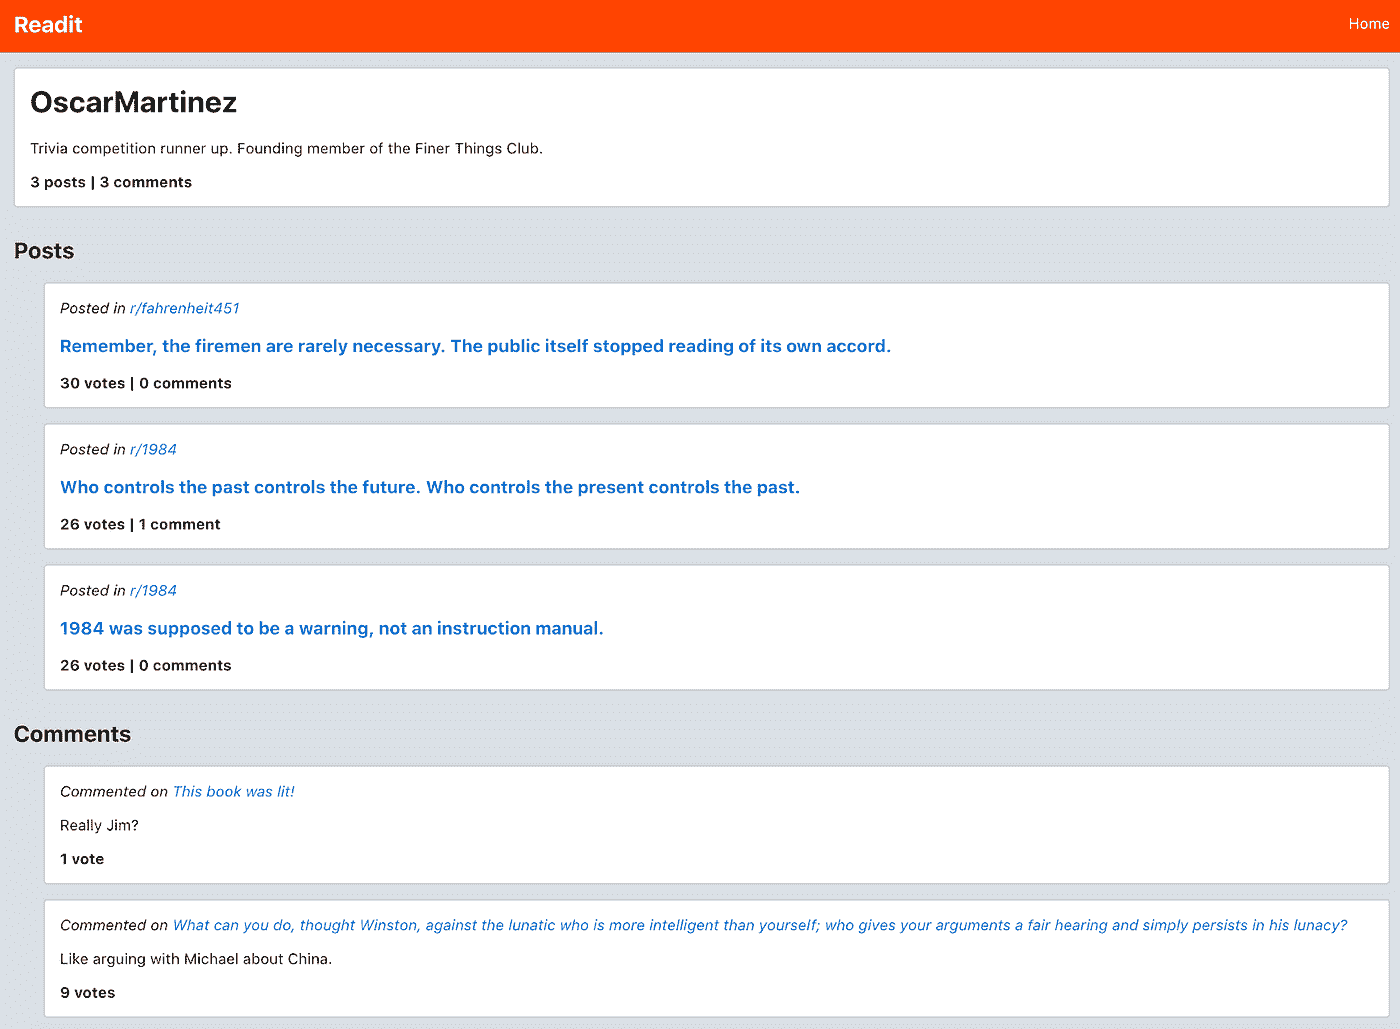 Readit
Home
OscarMartinez
Trivia competition runner up. Founding member of the Finer Things Club.
3 posts | 3 comments
Posts
Posted in r/fahrenheit451
Remember, the firemen are rarely necessary. The public itself stopped reading of its own accord.
30 votes | 0 comments
Posted in r/1984
Who controls the past controls the future. Who controls the present controls the past.
26 votes | 1 comment
Posted in r/1984
1984 was supposed to be a warning, not an instruction manual.
26 votes | 0 comments
Comments
Commented on This book was lit!
Really Jim?
1 vote
Commented on What can you do, thought Winston, against the lunatic who is more intelligent than yourself; who gives your arguments a fair hearing and simply persists in his lunacy?
Like arguing with Michael about China.
9 votes